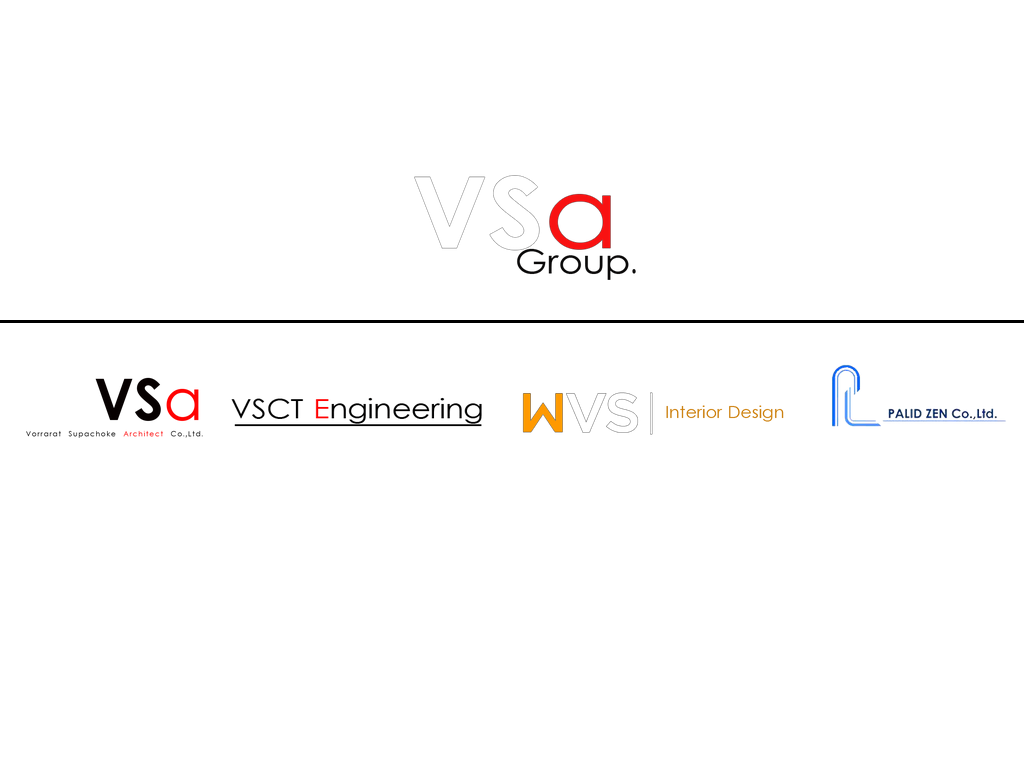 VSa
Group.
VSa
Vorrarat Supachoke Architect Co.,Ltd.
VSCT Engineering
WVS Interior Design
PALID ZEN Co.,Ltd.